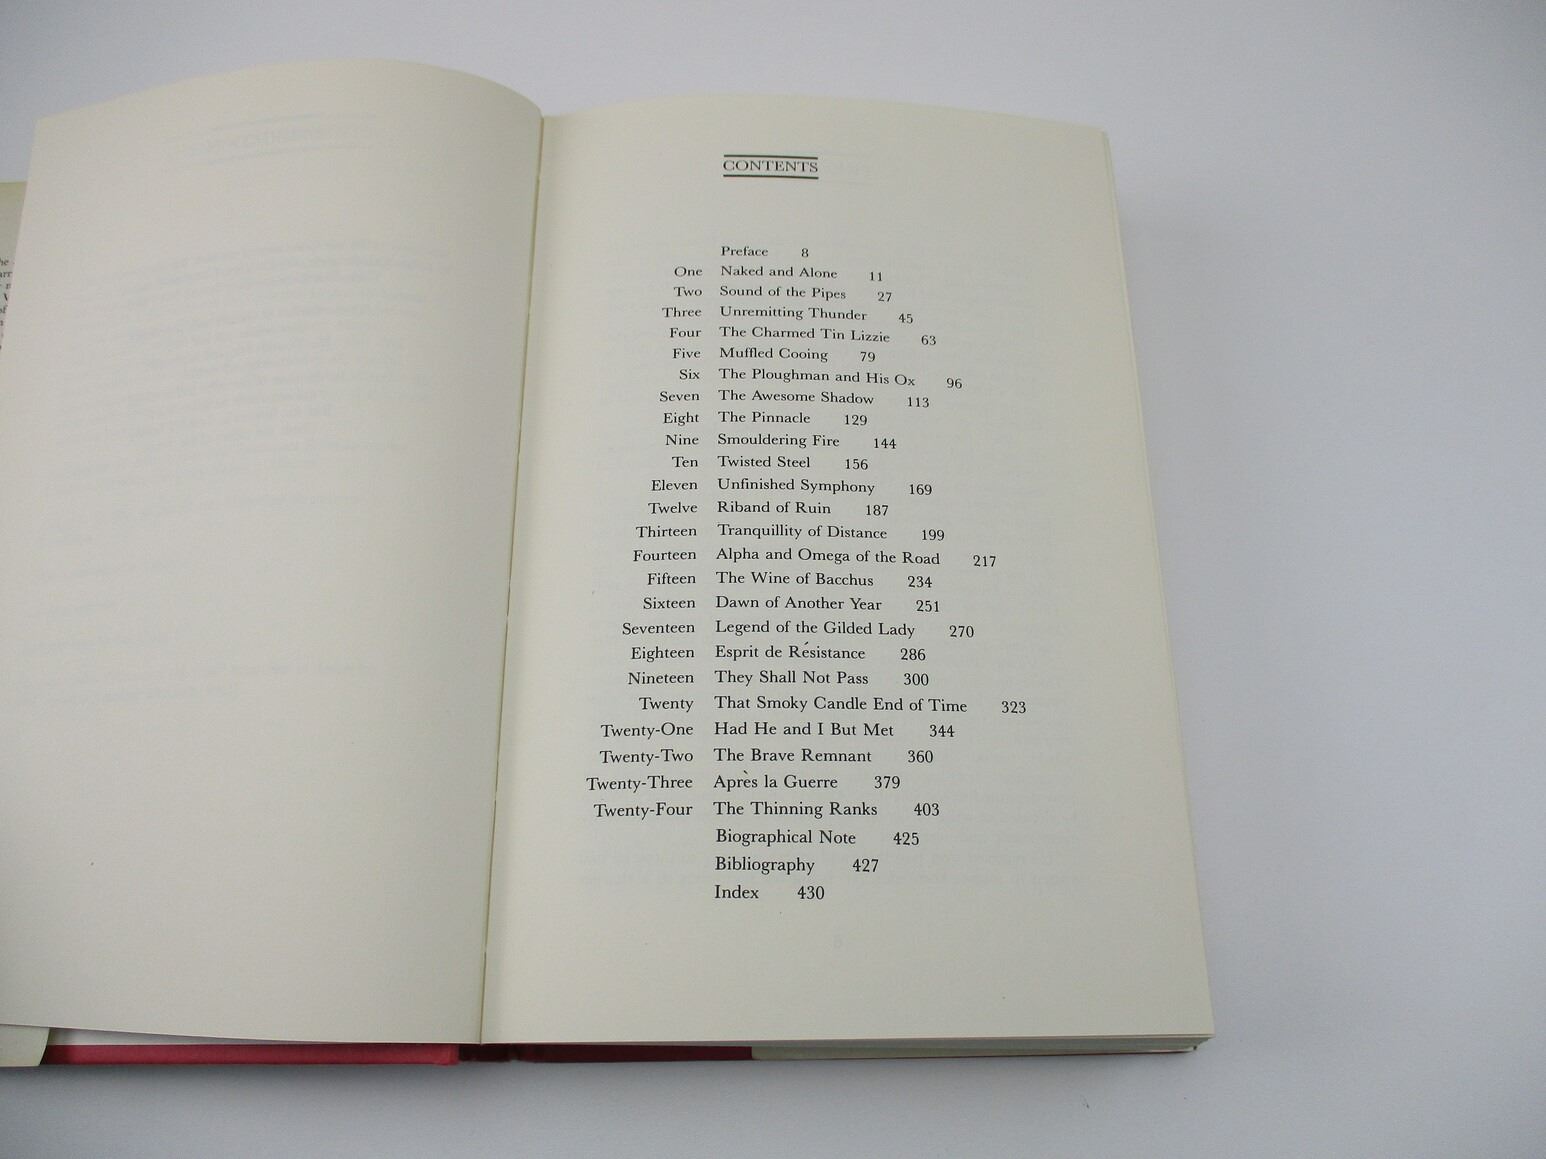 CONTENTS
Preface 8
One Naked and Alone 11
Two Sound of the Pipes 27
Three Unremitting Thunder 45
Four The Charmed Tin Lizzie 63
Five Muffled Cooing 79
Six The Ploughman and His Ox 96
Seven The Awesome Shadow 113
Eight The Pinnacle 129
Nine Smouldering Fire 144
Ten Twisted Steel 156
Eleven Unfinished Symphony 169
Twelve Riband of Ruin 187
Thirteen Tranquillity of Distance 199
Fourteen Alpha and Omega of the Road 217
Fifteen The Wine of Bacchus 234
Sixteen Dawn of Another Year 251
Seventeen Legend of the Gilded Lady 270
Eighteen Esprit de Résistance 286
Nineteen They Shall Not Pass 300
Twenty That Smoky Candle End of Time 323
Twenty-One Had He and I But Met 344
Twenty-Two The Brave Remnant 360
Twenty-Three Après la Guerre 379
Twenty-Four The Thinning Ranks 403
Biographical Note 425
Bibliography 427
Index 430